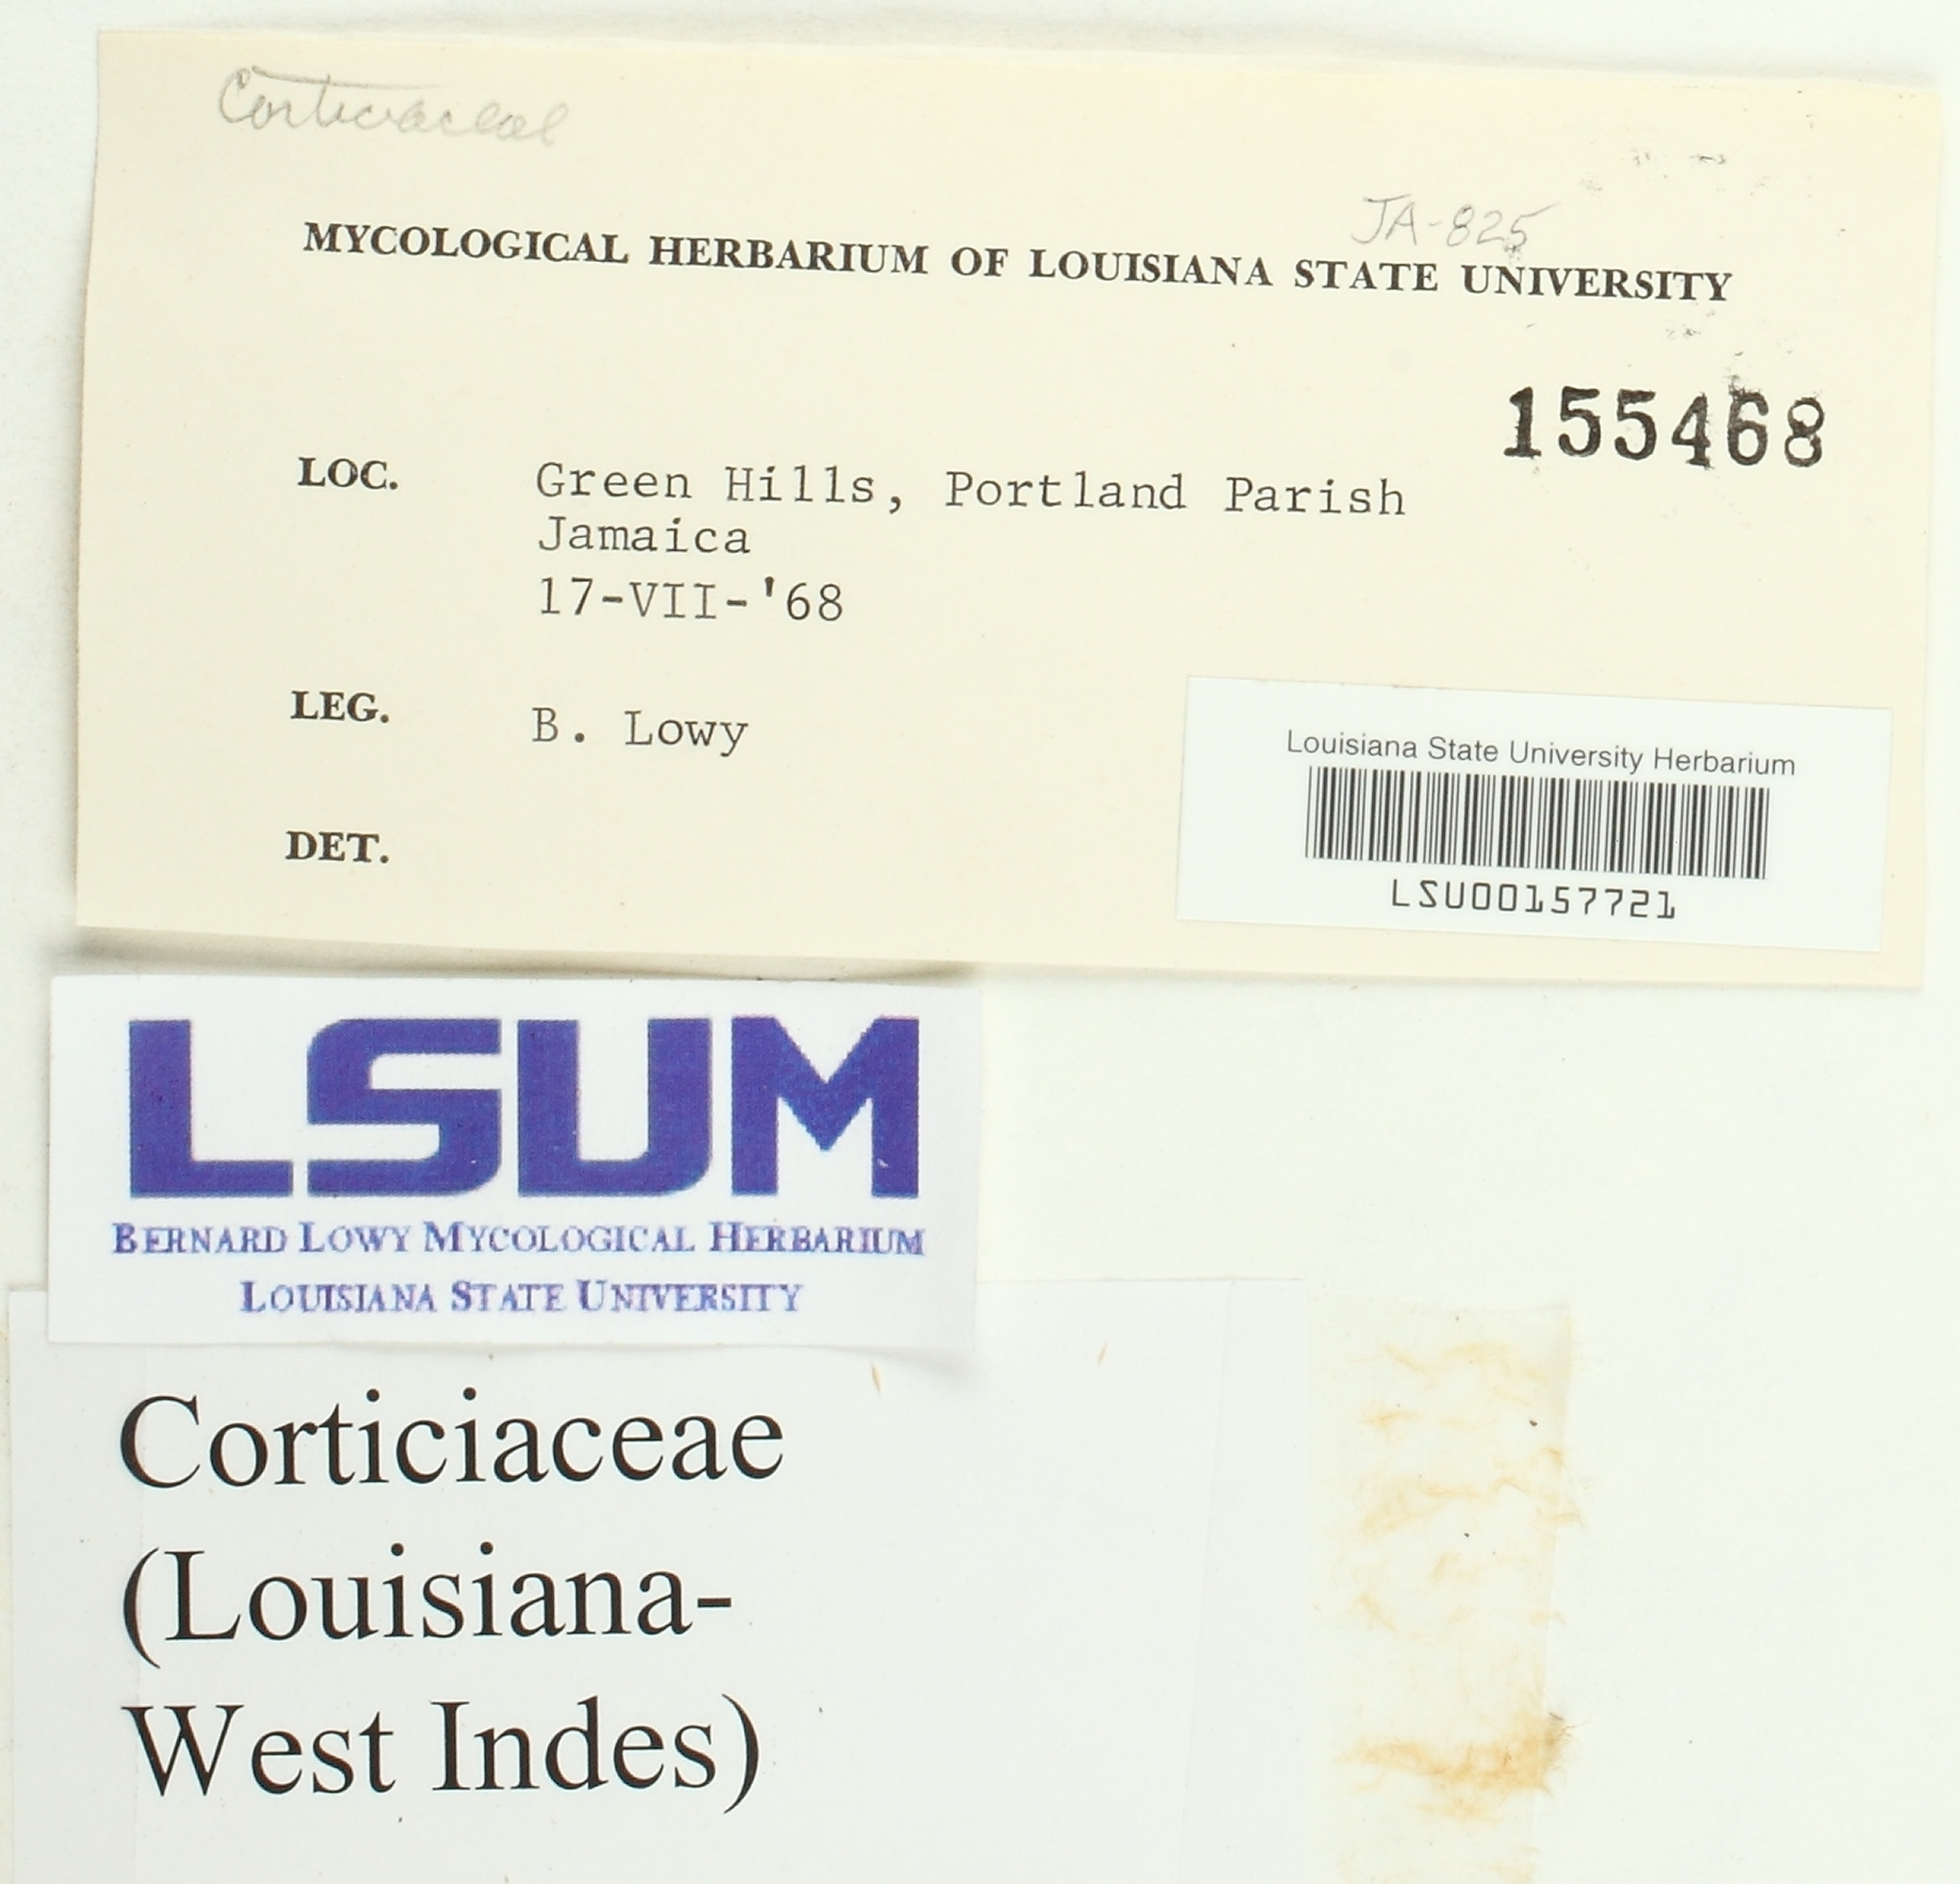 Corticiaceae
JA-825
MYCOLOGICAL HERBARIUM OF LOUISIANA STATE UNIVERSITY
155468
LOC. Green Hills, Portland Parish
Jamaica
17-VII-'68
LEG. B. Lowy
DET.
Louisiana State University Herbarium
LSU00157721
LSUM
BERNARD LOWY MYCOLOGICAL HERBARIUM
LOUISIANA STATE UNIVERSITY
Corticiaceae
(Louisiana-
West Indes)